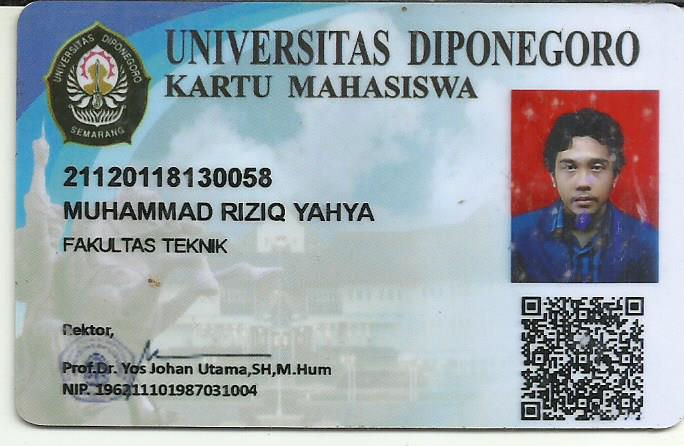 UNIVERSITAS DIPONEGORO
SEMARANG
UNIVERSITAS DIPONEGORO
KARTU MAHASISWA
21120118130058
MUHAMMAD RIZIQ YAHYA
FAKULTAS TEKNIK
Rektor,
Prof.Dr. Yos Johan Utama,SH,M.Hum
NIP. 196211101987031004